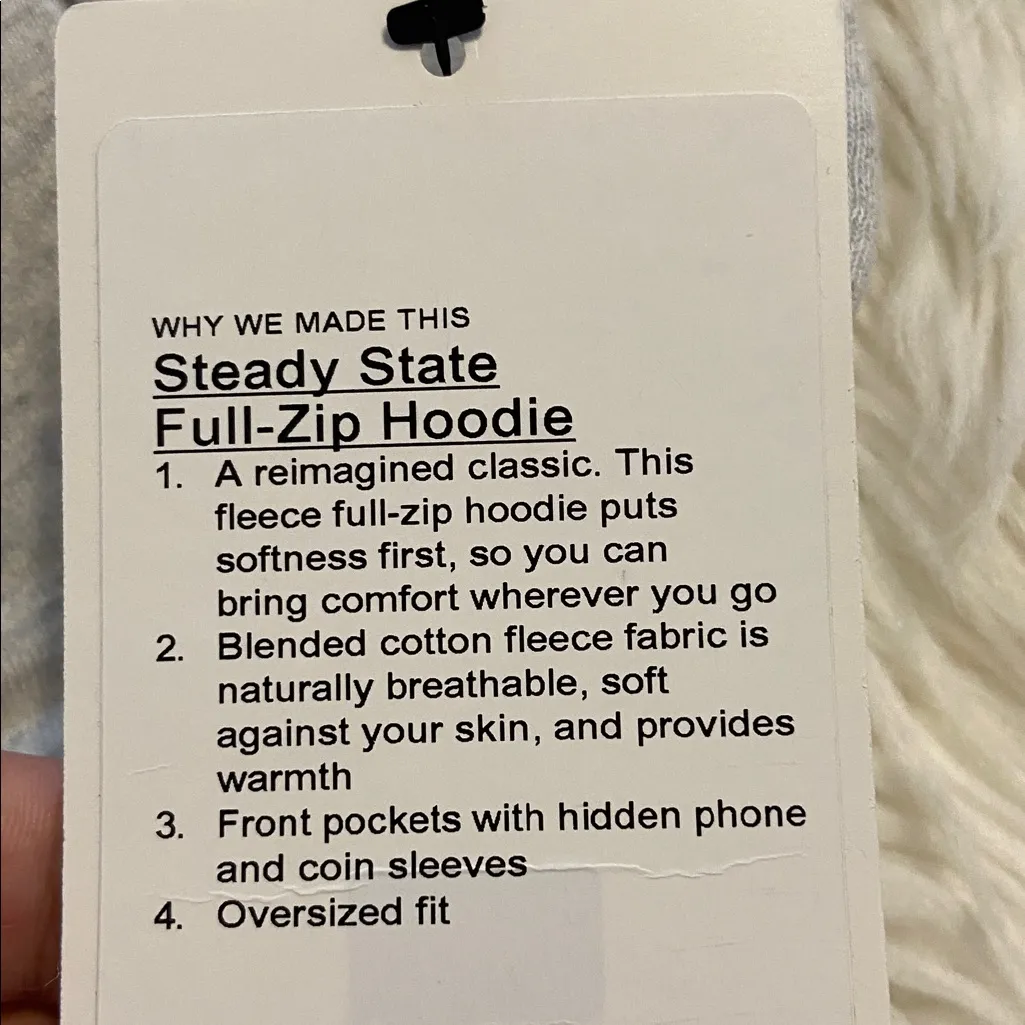 WHY WE MADE THIS
Steady State
Full-Zip Hoodie
1. A reimagined classic. This
fleece full-zip hoodie puts
softness first, so you can
bring comfort wherever you go
2. Blended cotton fleece fabric is
naturally breathable, soft
against your skin, and provides
warmth
3. Front pockets with hidden phone
and coin sleeves
4. Oversized fit